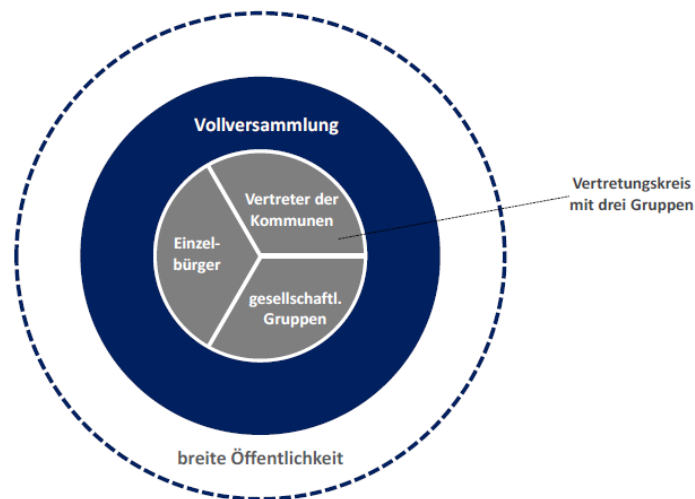 Vollversammlung
Vertreter der
Kommunen
Einzel-
bürger
gesellschaftl.
Gruppen
Vertretungskreis
mit drei Gruppen
breite Öffentlichkeit